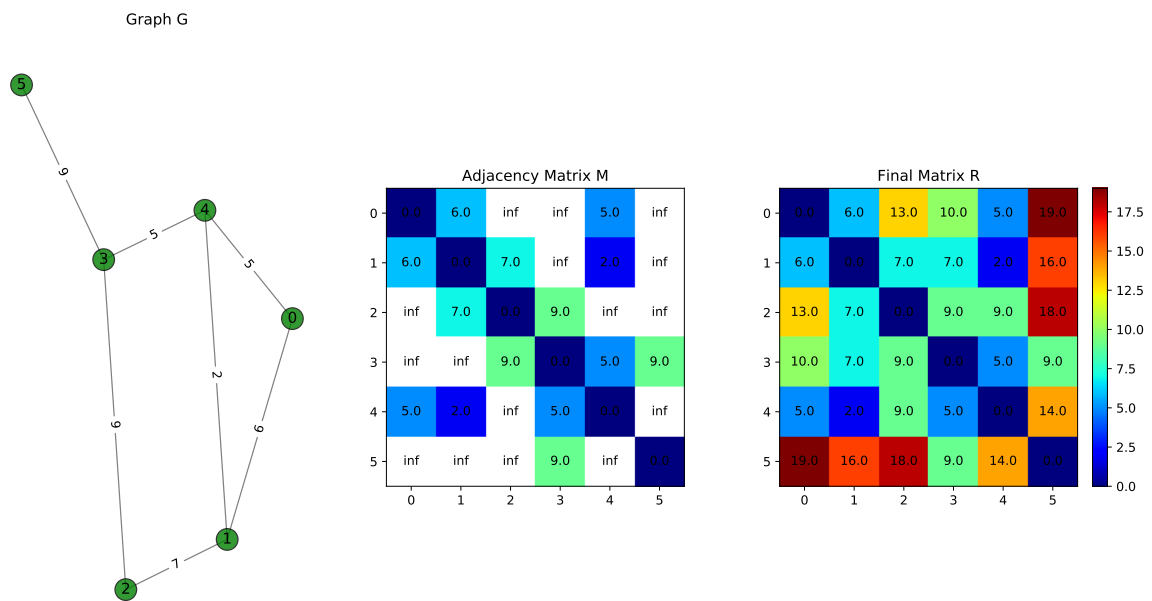 Graph G
5
9
4
3
5
5
0
2
9
6
1
7
2
Adjacency Matrix M
0 0.0 6.0 inf inf 5.0 inf
1 6.0 0.0 7.0 inf 2.0 inf
2 inf 7.0 0.0 9.0 inf inf
3 inf inf 9.0 0.0 5.0 9.0
4 5.0 2.0 inf 5.0 0.0 inf
5 inf inf inf 9.0 inf 0.0
0 1 2 3 4 5
Final Matrix R
0 0.0 6.0 13.0 10.0 5.0 19.0
1 6.0 0.0 7.0 7.0 2.0 16.0
2 13.0 7.0 0.0 9.0 9.0 18.0
3 10.0 7.0 9.0 0.0 5.0 9.0
4 5.0 2.0 9.0 5.0 0.0 14.0
5 19.0 16.0 18.0 9.0 14.0 0.0
0 1 2 3 4 5
17.5
15.0
12.5
10.0
7.5
5.0
2.5
0.0